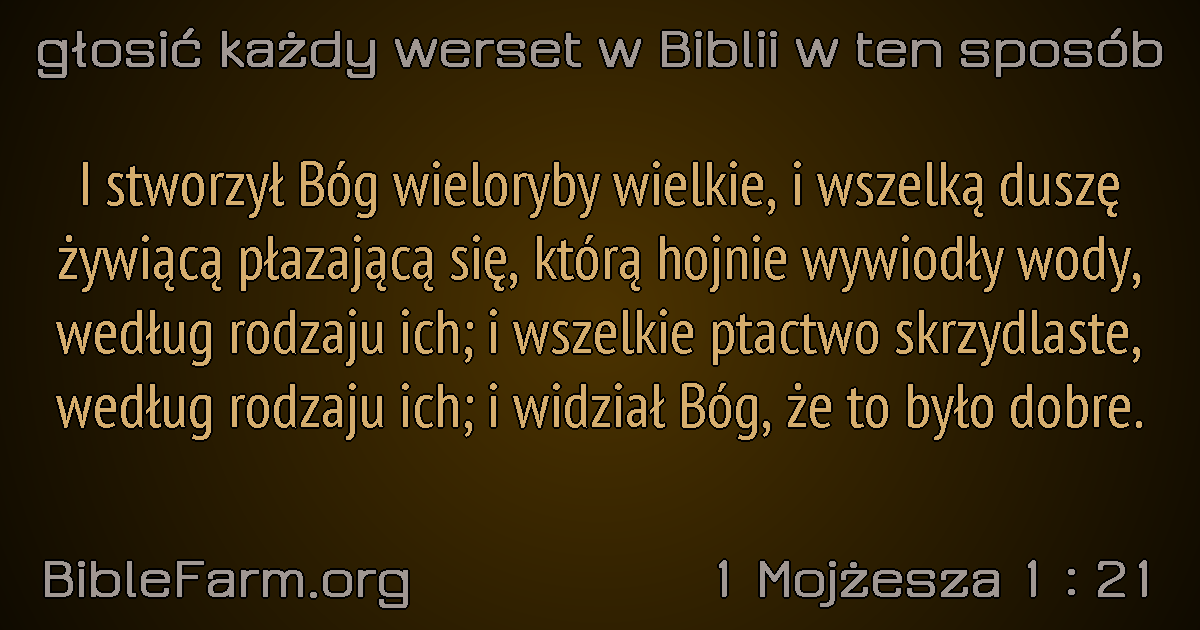 głosić każdy werset w Biblii w ten sposób
I stworzył Bóg wieloryby wielkie, i wszelką duszę
żywiącą płazającą się, którą hojnie wywiodły wody,
według rodzaju ich; i wszelkie ptactwo skrzydlaste,
według rodzaju ich; i widział Bóg, że to było dobre.
BibleFarm.org
1 Mojżesza 1 : 21